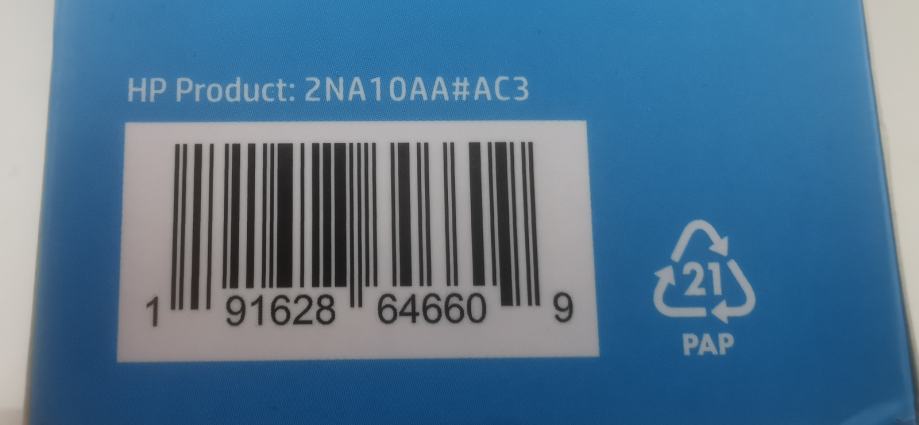 HP Product: 2NA10AA#AC3
1 91628 64660 9
21
PAP